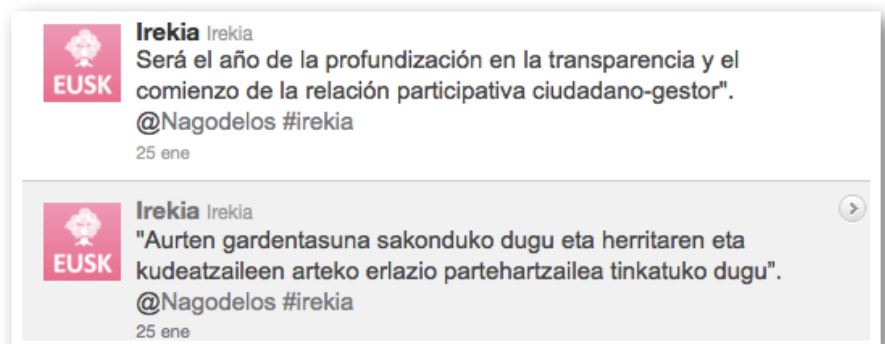 Irekia Irekia
Será el año de la profundización en la transparencia y el
comienzo de la relación participativa ciudadano-gestor".
@Nagodelos #irekia
25 ene
EUSK
Irekia Irekia
"Aurten gardentasuna sakonduko dugu eta herritaren eta
kudeatzaileen arteko erlazio partehartzailea tinkatuko dugu".
@Nagodelos #irekia
25 ene
EUSK